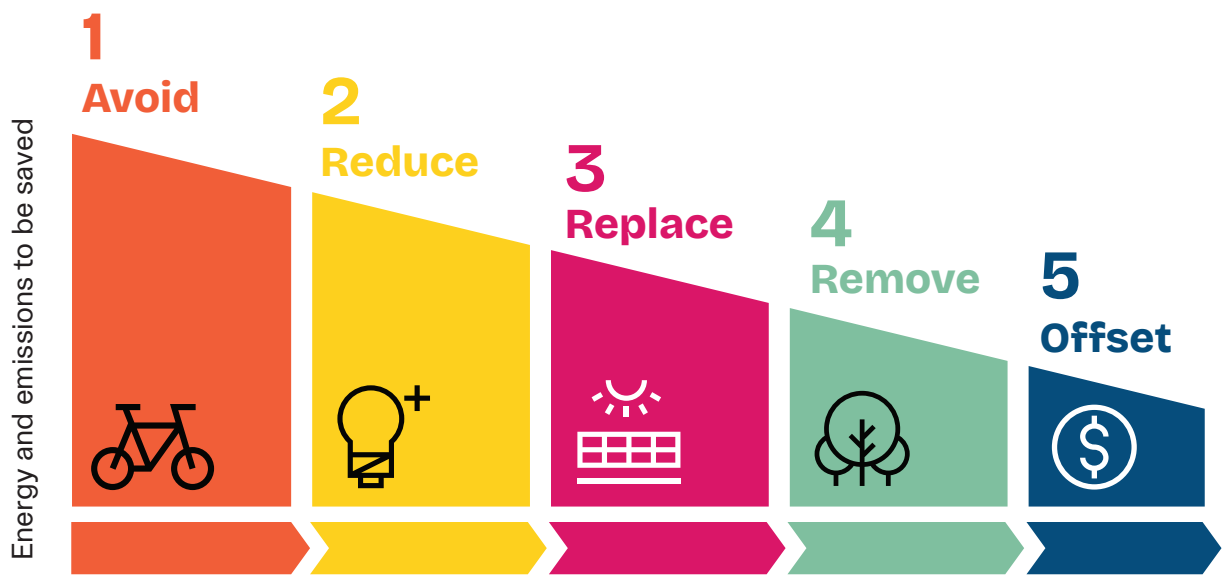 Energy and emissions to be saved
1
Avoid
2
Reduce
3
Replace
4
Remove
5
Offset
$